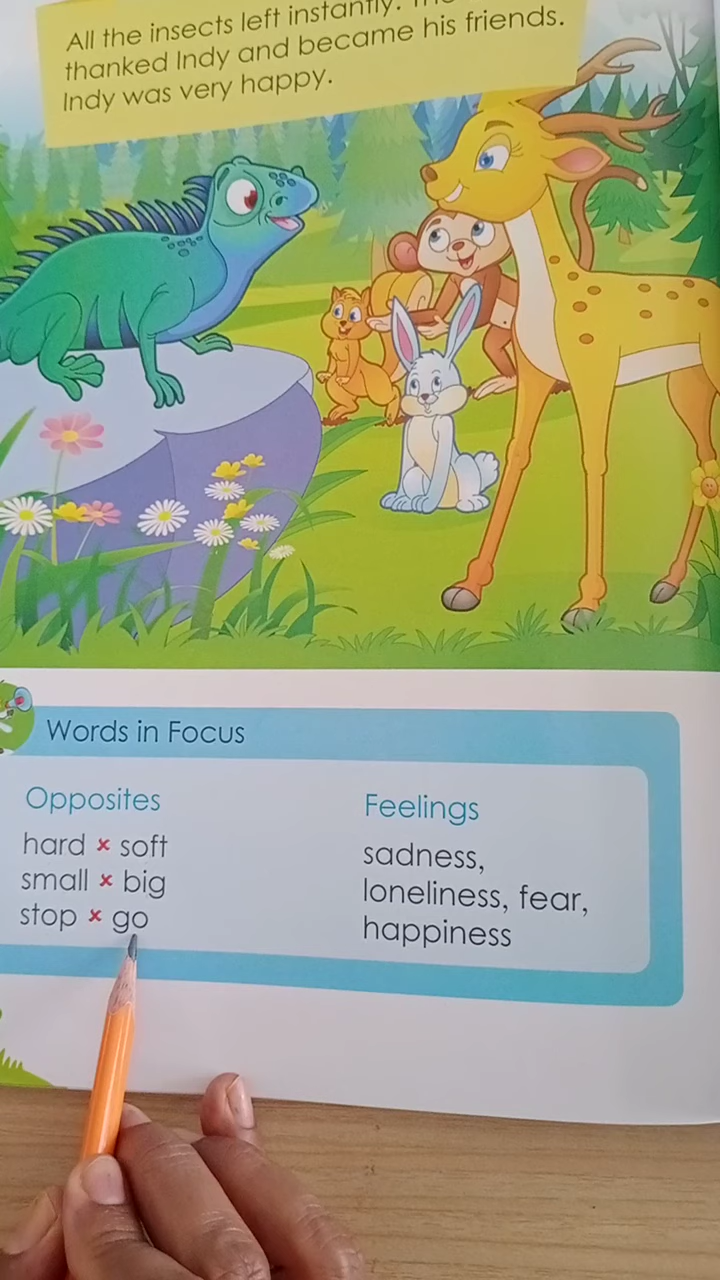 All the insects left instantly.
thanked Indy and became his friends.
Indy was very happy.
Words in Focus
Opposites
hard × soft
small × big
stop × go
Feelings
sadness,
loneliness, fear,
happiness